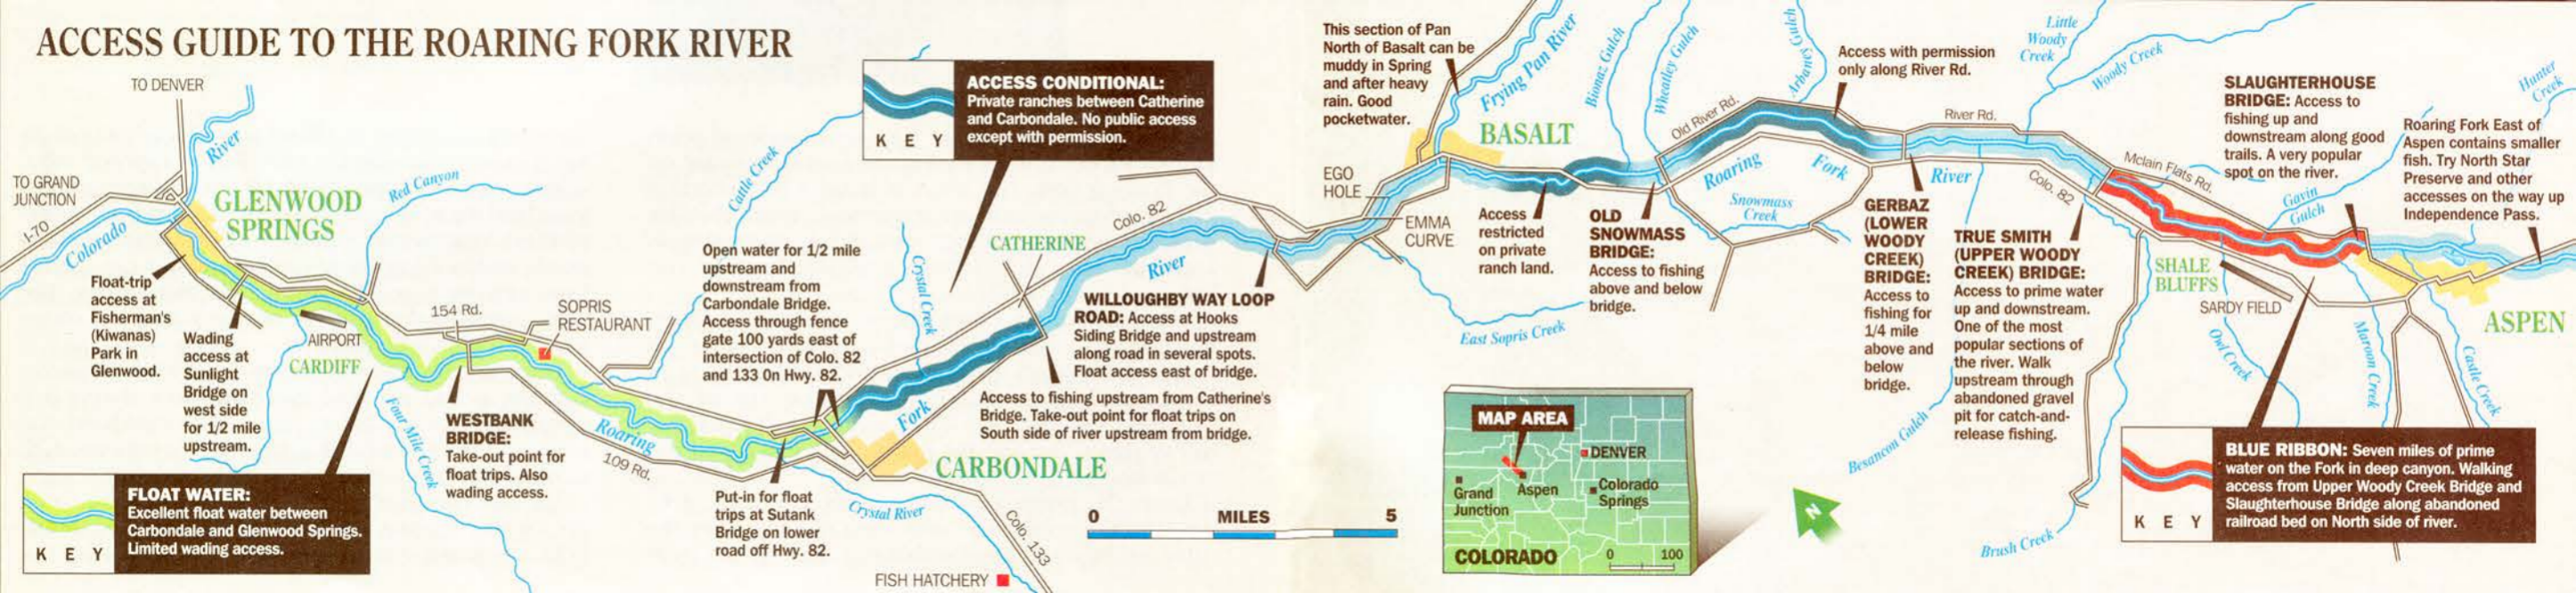 ACCESS GUIDE TO THE ROARING FORK RIVER
TO DENVER
River
TO GRAND
JUNCTION
I-70
Colorado
GLENWOOD
SPRINGS
Red Canyon
Float-trip
access at
Fisherman's
(Kiwanas)
Park in
Glenwood.
Wading
access at
Sunlight
Bridge on
west side
for 1/2 mile
upstream.
AIRPORT
CARDIFF
154 Rd.
SOPRIS
RESTAURANT
Cattle Creek
Four Mile Creek
WESTBANK
BRIDGE:
Take-out point for
float trips. Also
wading access.
Roaring
109 Rd.
KEY
FLOAT WATER:
Excellent float water between
Carbondale and Glenwood Springs.
Limited wading access.
Open water for 1/2 mile
upstream and
downstream from
Carbondale Bridge.
Access through fence
gate 100 yards east of
intersection of Colo. 82
and 133 On Hwy. 82.
Put-in for float
trips at Sutank
Bridge on lower
road off Hwy. 82.
KEY
ACCESS CONDITIONAL:
Private ranches between Catherine
and Carbondale. No public access
except with permission.
Crystal Creek
Fork
CARBONDALE
Crystal River
Colo. 133
FISH HATCHERY
CATHERINE
Colo. 82
River
WILLOUGHBY WAY LOOP
ROAD: Access at Hooks
Siding Bridge and upstream
along road in several spots.
Float access east of bridge.
Access to fishing upstream from Catherine's
Bridge. Take-out point for float trips on
South side of river upstream from bridge.
0 MILES 5
This section of Pan
North of Basalt can be
muddy in Spring
and after heavy
rain. Good
pocketwater.
Frying Pan River
BASALT
EGO
HOLE
EMMA
CURVE
East Sopris Creek
Access
restricted
on private
ranch land.
Bionaz Gulch
Wheatley Gulch
OLD
SNOWMASS
BRIDGE:
Access to fishing
above and below
bridge.
Old River Rd.
Roaring
Fork
River
Snowmass
Creek
Arbaney Gulch
Access with permission
only along River Rd.
River Rd.
Little
Woody
Creek
Woody Creek
GERBAZ
(LOWER
WOODY
CREEK)
BRIDGE:
Access to
fishing for
1/4 mile
above and
below
bridge.
TRUE SMITH
(UPPER WOODY
CREEK) BRIDGE:
Access to prime water
up and downstream.
One of the most
popular sections of
the river. Walk
upstream through
abandoned gravel
pit for catch-and-
release fishing.
Besancon Gulch
Brush Creek
Colo. 82
Mclain Flats Rd.
SLAUGHTERHOUSE
BRIDGE: Access to
fishing up and
downstream along good
trails. A very popular
spot on the river.
Gavin
Gulch
Roaring Fork East of
Aspen contains smaller
fish. Try North Star
Preserve and other
accesses on the way up
Independence Pass.
Hunter
Creek
SHALE
BLUFFS
SARDY FIELD
Owl Creek
Maroon Creek
Castle Creek
ASPEN
KEY
BLUE RIBBON: Seven miles of prime
water on the Fork in deep canyon. Walking
access from Upper Woody Creek Bridge and
Slaughterhouse Bridge along abandoned
railroad bed on North side of river.
MAP AREA
DENVER
Grand
Junction
Aspen
Colorado
Springs
COLORADO
0 100
N